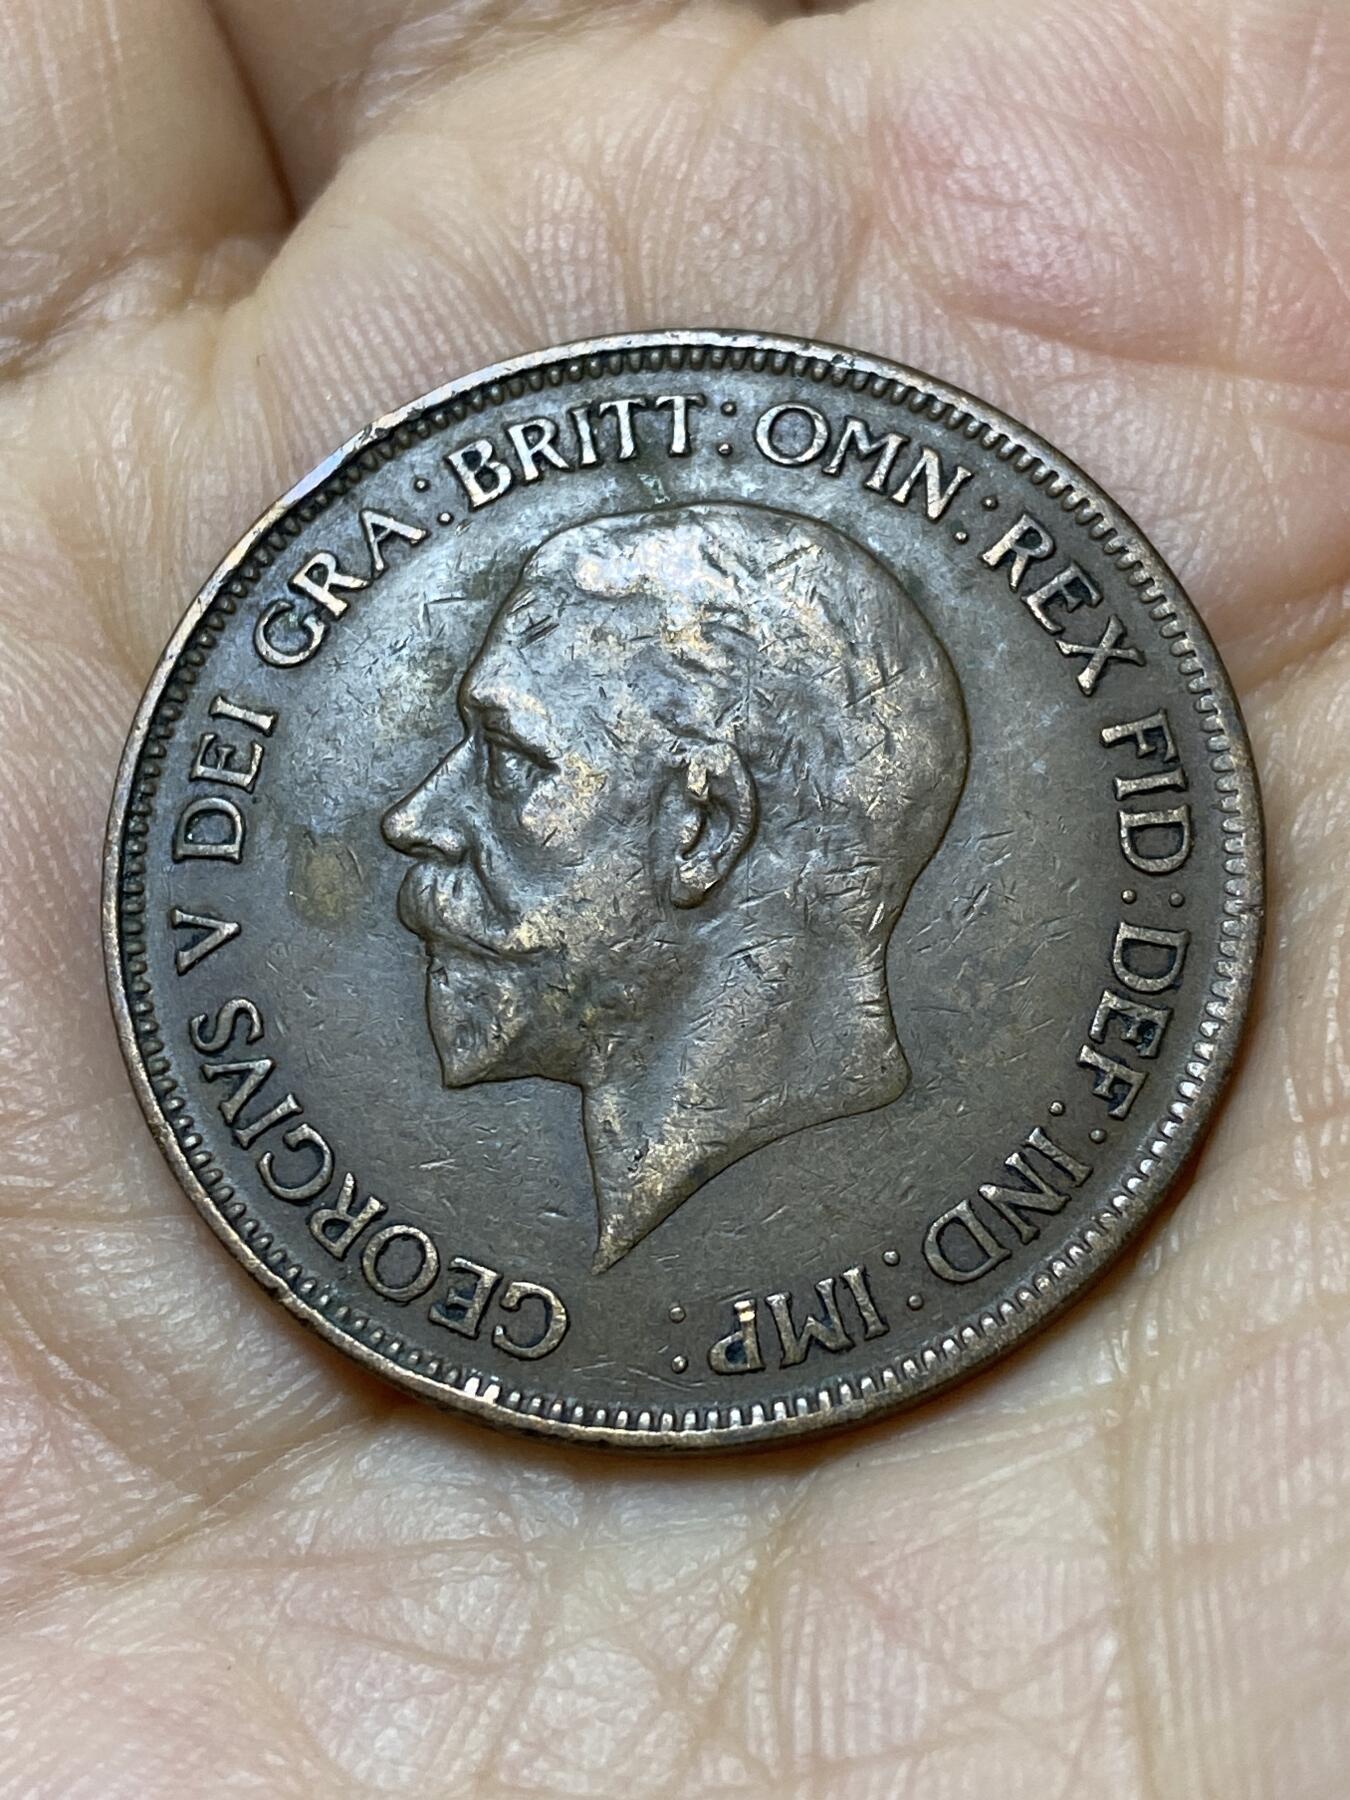 GEORGIVS V DEI GRA: BRITT: OMN: REX FID: DEF: IND: IMP: